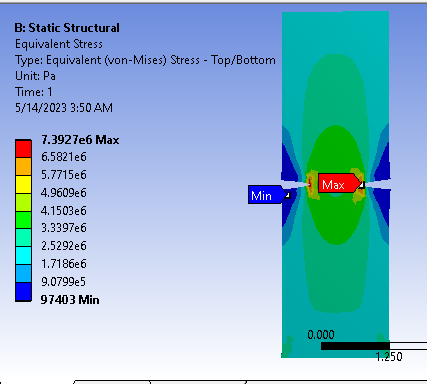 B: Static Structural
Equivalent Stress
Type: Equivalent (von-Mises) Stress - Top/Bottom
Unit: Pa
Time: 1
5/14/2023 3:50 AM
7.3927e6 Max
6.5821e6
5.7715e6
4.9609e6
4.1503e6
3.3397e6
2.5292e6
1.7186e6
9.0799e5
97403 Min
Max
Min
0.000
1.250